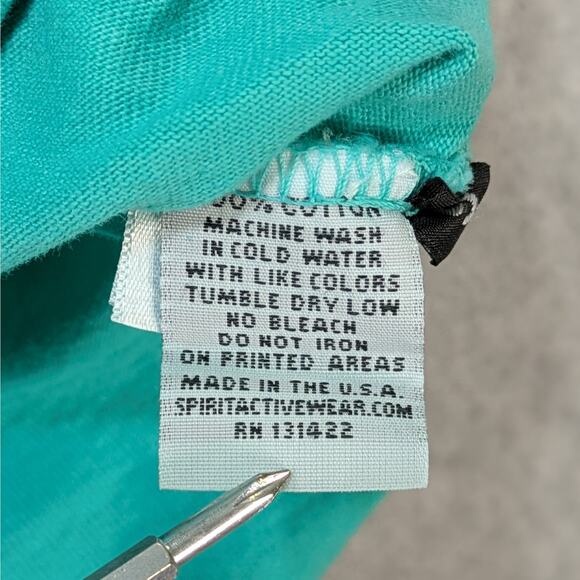 COTTON
MACHINE WASH
IN COLD WATER
WITH LIKE COLORS
TUMBLE DRY LOW
NO BLEACH
DO NOT IRON
ON PRINTED AREAS
MADE IN THE U.S.A.
SPIRITACTIVEWEAR.COM
RN 131422